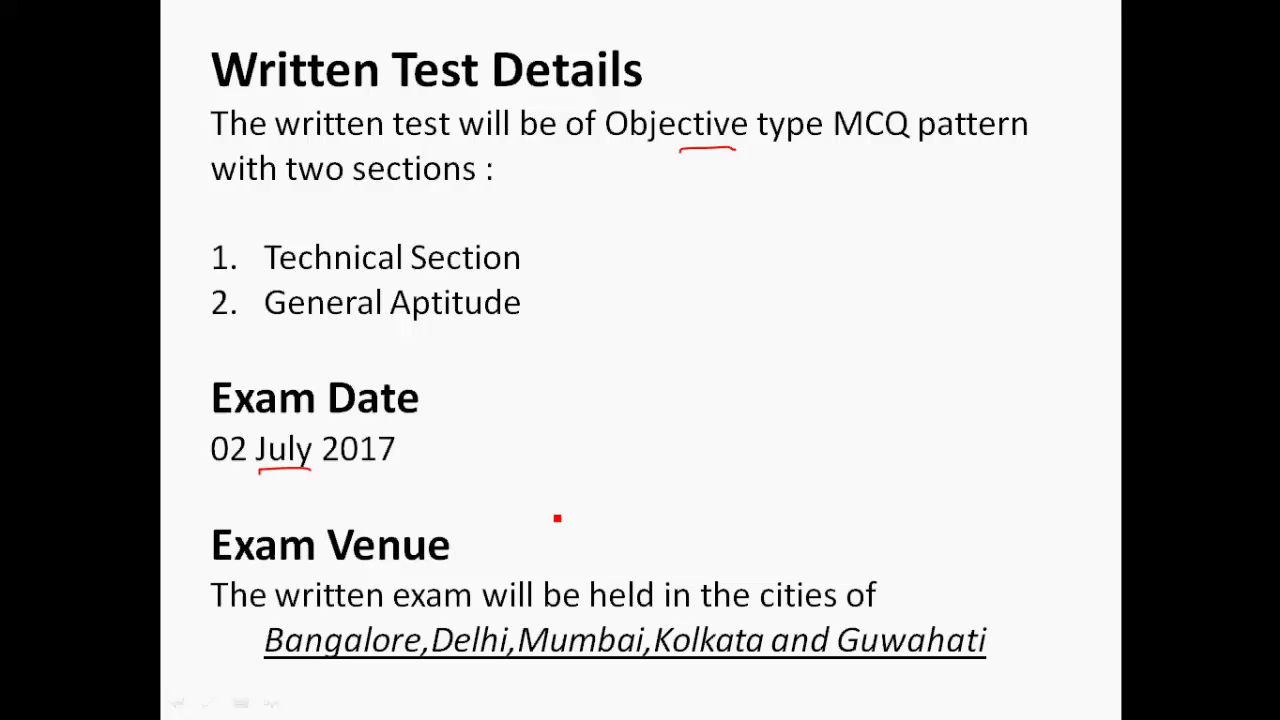 Written Test Details
The written test will be of Objective type MCQ pattern
with two sections :
1. Technical Section
2. General Aptitude
Exam Date
02 July 2017
Exam Venue
The written exam will be held in the cities of
Bangalore,Delhi,Mumbai,Kolkata and Guwahati